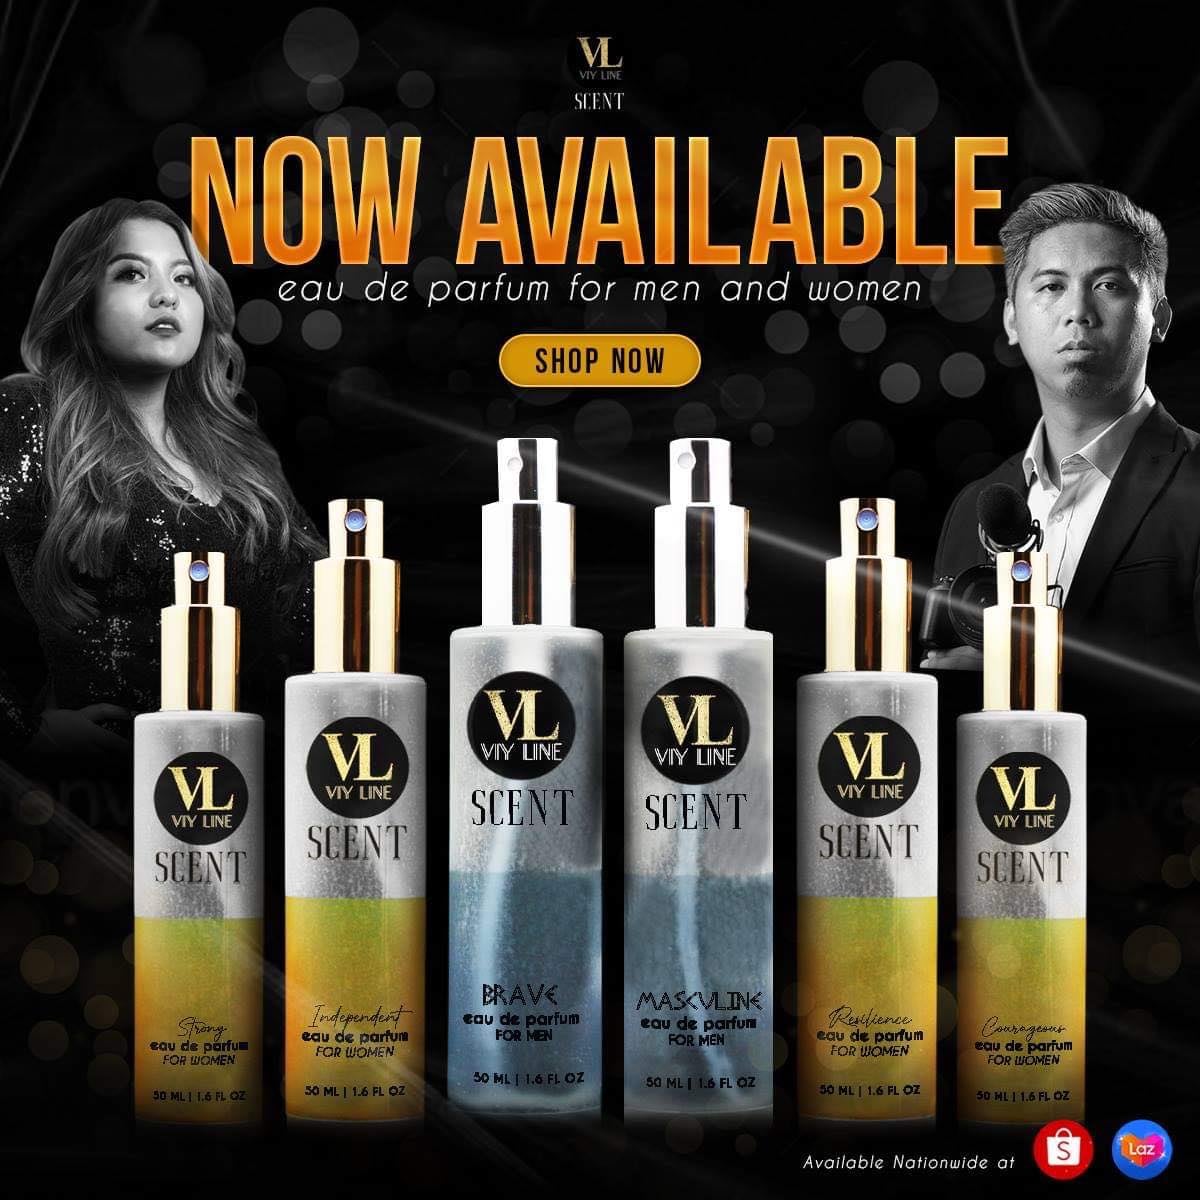 VL
VIY LINE
SCENT
NOW AVAILABLE
eau de parfum for men and women
SHOP NOW
VL
VIY LINE
SCENT
Strong
eau de parfum
FOR WOMEN
50 ML | 1.6 FL OZ
VL
VIY LINE
SCENT
Independent
eau de parfum
FOR WOMEN
50 ML | 1.6 FL OZ
VL
VIY LINE
SCENT
BRAVE
eau de parfum
FOR MEN
50 ML | 1.6 FL OZ
VL
VIY LINE
SCENT
MASCULINE
eau de parfum
FOR MEN
50 ML | 1.6 FL OZ
VL
VIY LINE
SCENT
Resilience
eau de parfum
FOR WOMEN
50 ML | 1.6 FL OZ
VL
VIY LINE
SCENT
Courageous
eau de parfum
FOR WOMEN
50 ML | 1.6 FL OZ
Available Nationwide at
S
Laz